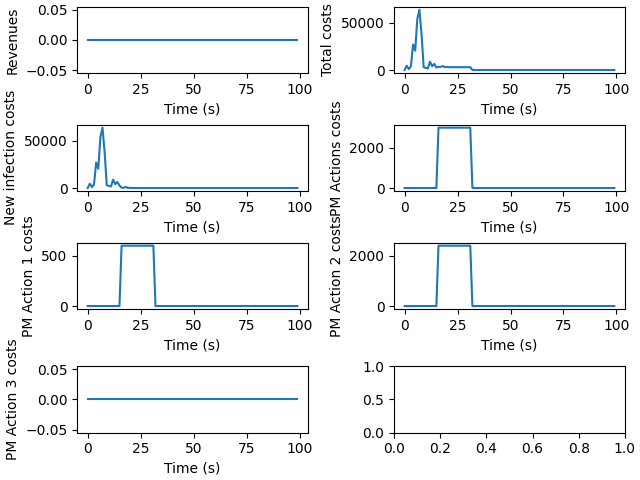 Revenues
0.05
0.00
−0.05
0 25 50 75 100
Time (s)
Total costs
50000
0
0 25 50 75 100
Time (s)
New infection costs
50000
0
0 25 50 75 100
Time (s)
PM Actions costs
2000
0
0 25 50 75 100
Time (s)
PM Action 1 costs
500
0
0 25 50 75 100
Time (s)
PM Action 2 costs
2000
0
0 25 50 75 100
Time (s)
PM Action 3 costs
0.05
0.00
−0.05
0 25 50 75 100
Time (s)
1.0
0.5
0.0
0.0 0.2 0.4 0.6 0.8 1.0